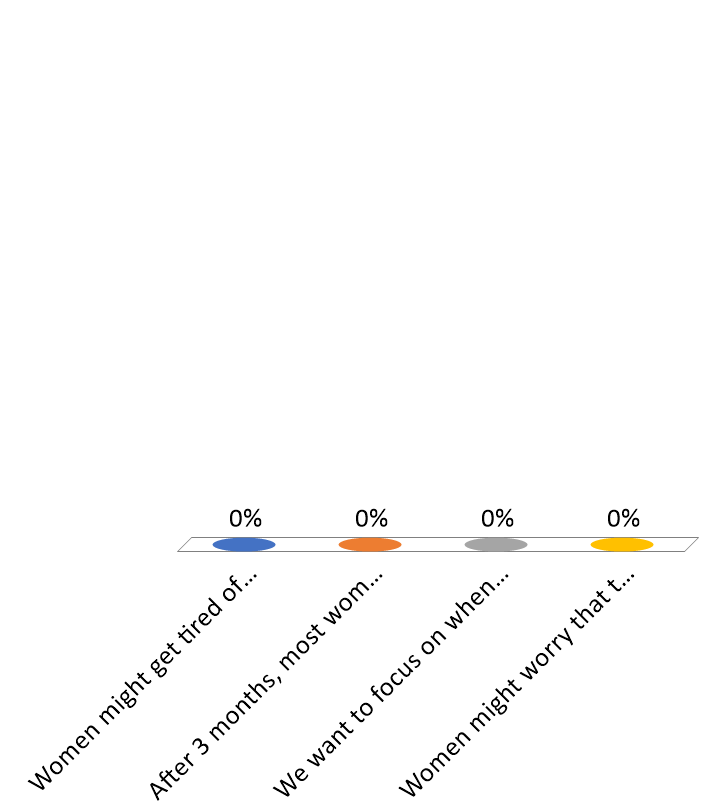 0%
0%
0%
0%
Women might get tired of...
After 3 months, most wom...
We want to focus on when...
Women might worry that t...